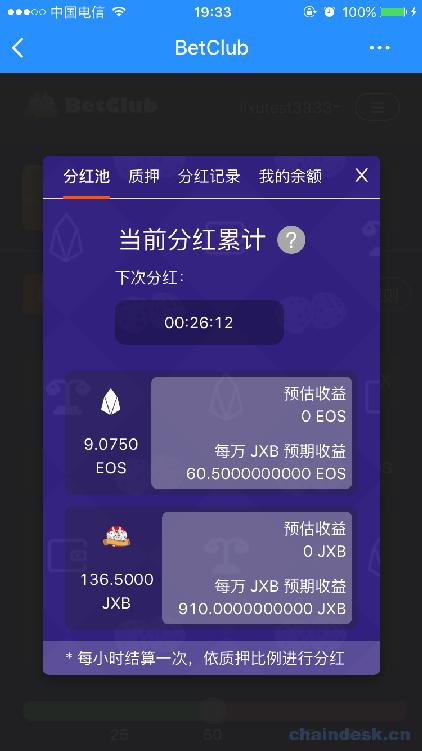 中国电信 19:33 100%
BetClub
BetClub lixutest3333
分红池 质押 分红记录 我的余额 X
当前分红累计 ?
下次分红:
00:26:12
9.0750
EOS
预估收益
0 EOS
每万 JXB 预期收益
60.5000000000 EOS
136.5000
JXB
预估收益
0 JXB
每万 JXB 预期收益
910.0000000000 JXB
* 每小时结算一次，依质押比例进行分红
25 50
chaindesk.cn